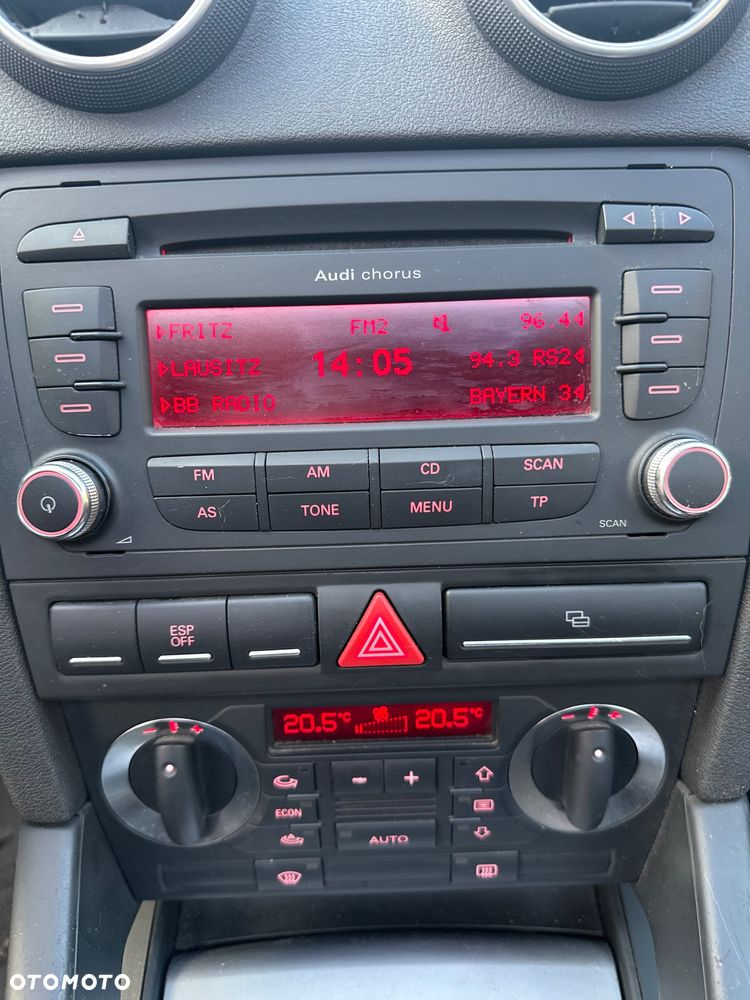 Audi chorus
FRITZ FM2 96.4
LAUSITZ 14:05 94.3 RS2
BB RADIO BAYERN 3
FM AM CD SCAN
AS TONE MENU TP
SCAN
ESP
OFF
20.5°C 20.5°C
- + - +
- +
ECON
AUTO
OTOMOTO